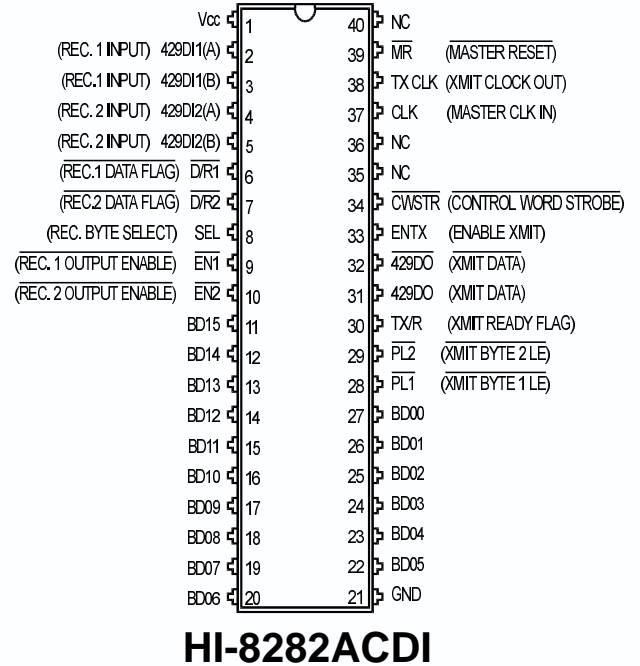 Vcc 1 40 NC
(REC. 1 INPUT) 429DI1(A) 2 39 MR (MASTER RESET)
(REC.1 INPUT) 429DI1(B) 3 38 TX CLK (XMIT CLOCK OUT)
(REC. 2 INPUT) 429DI2(A) 4 37 CLK (MASTER CLK IN)
(REC. 2 INPUT) 429DI2(B) 5 36 NC
(REC.1 DATA FLAG) D/R1 6 35 NC
(REC.2 DATA FLAG) D/R2 7 34 CWSTR (CONTROL WORD STROBE)
(REC. BYTE SELECT) SEL 8 33 ENTX (ENABLE XMIT)
(REC. 1 OUTPUT ENABLE) EN1 9 32 429DO (XMIT DATA)
(REC. 2 OUTPUT ENABLE) EN2 10 31 429DO (XMIT DATA)
BD15 11 30 TX/R (XMIT READY FLAG)
BD14 12 29 PL2 (XMIT BYTE 2 LE)
BD13 13 28 PL1 (XMIT BYTE 1 LE)
BD12 14 27 BD00
BD11 15 26 BD01
BD10 16 25 BD02
BD09 17 24 BD03
BD08 18 23 BD04
BD07 19 22 BD05
BD06 20 21 GND
HI-8282ACDI